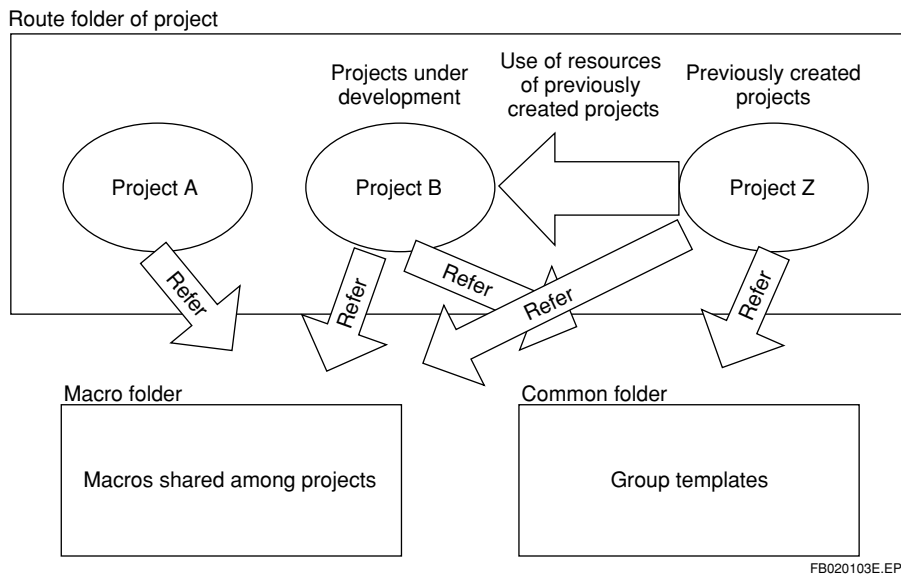 Route folder of project
Projects under
development
Use of resources
of previously
created projects
Previously created
projects
Project A
Project B
Project Z
Refer
Refer
Refer
Refer
Refer
Macro folder
Common folder
Macros shared among projects
Group templates
FB020103E.EP